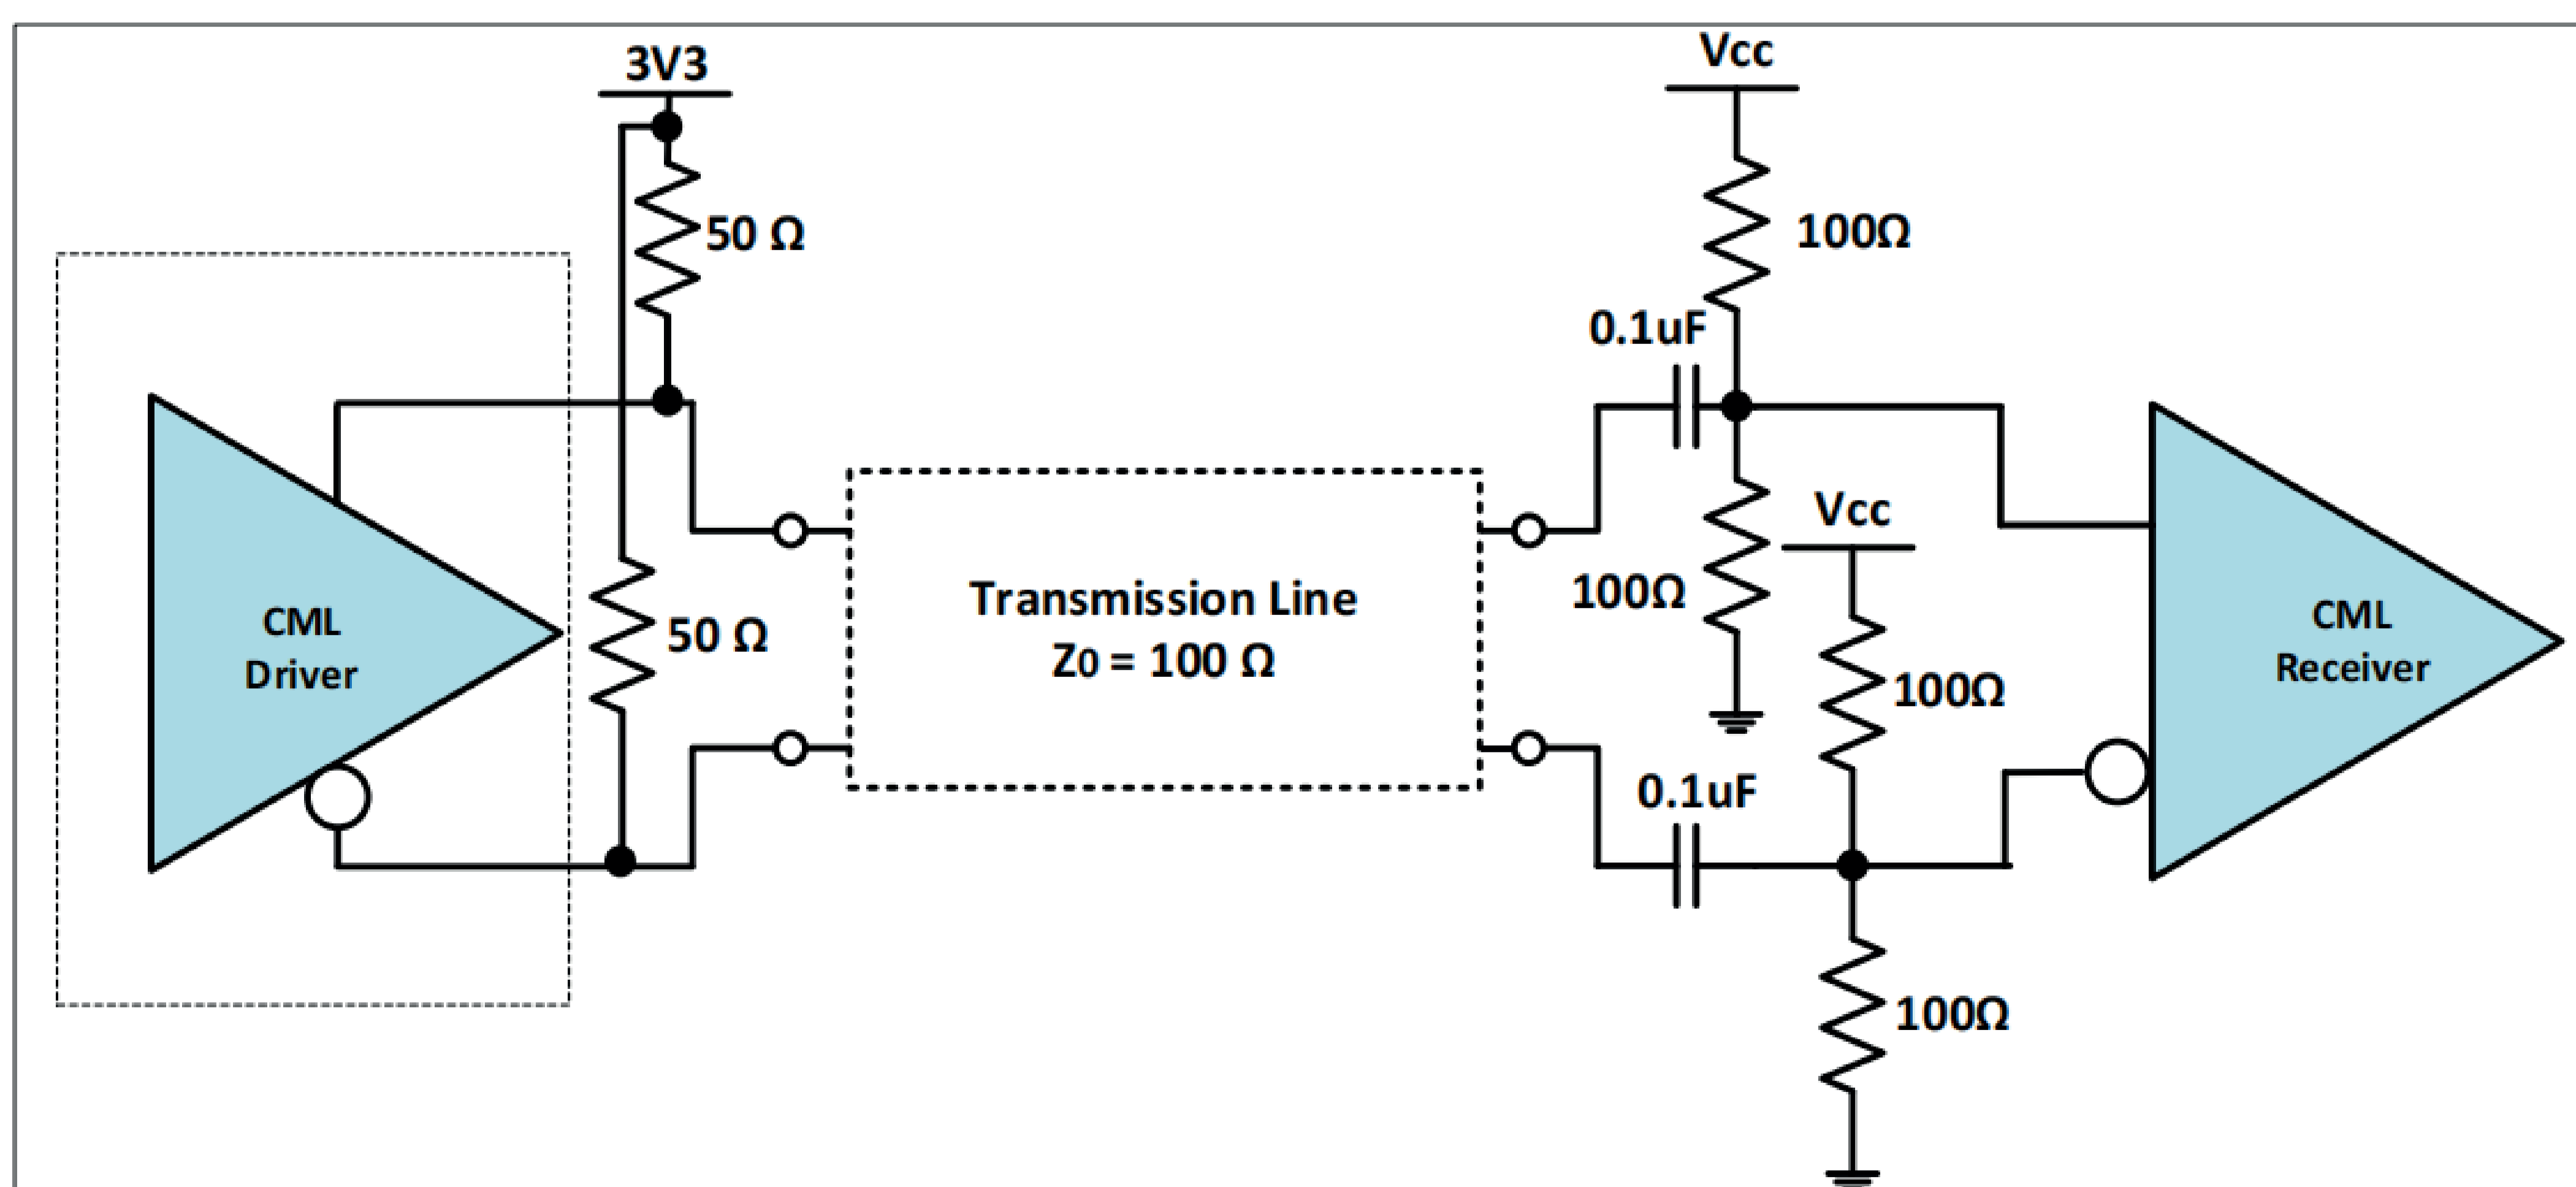 3V3
Vcc
50 Ω
100Ω
0.1uF
Vcc
Transmission Line
Z0 = 100 Ω
100Ω
CML
Driver
50 Ω
CML
Receiver
100Ω
0.1uF
100Ω